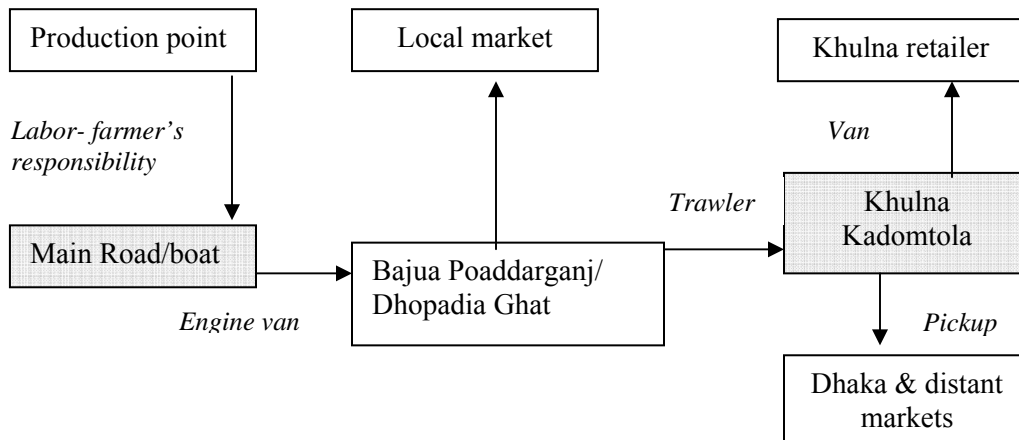 Production point
Local market
Khulna retailer
Labor- farmer’s
responsibility
Van
Trawler
Khulna
Kadomtola
Main Road/boat
Bajua Poaddarganj/
Dhopadia Ghat
Engine van
Pickup
Dhaka & distant
markets